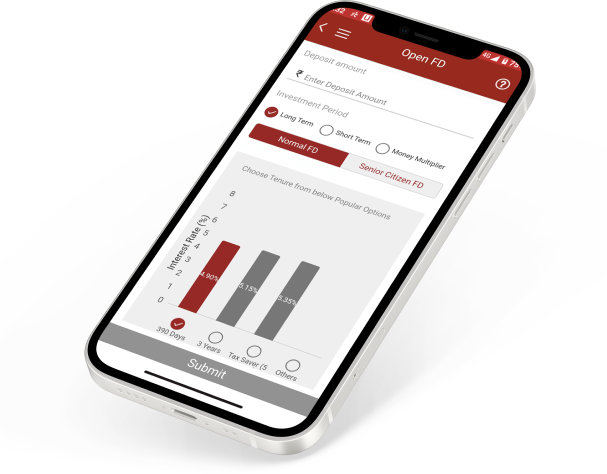 Open FD
Deposit amount
₹ Enter Deposit Amount
Investment Period
Long Term Short Term Money Multiplier
Normal FD Senior Citizen FD
Choose Tenure from below Popular Options
Interest Rate (%)
8
7
6
5
4
3
2
1
0
4.90% 5.15% 5.35%
390 Days 3 Years Tax Saver (5 Others
Submit